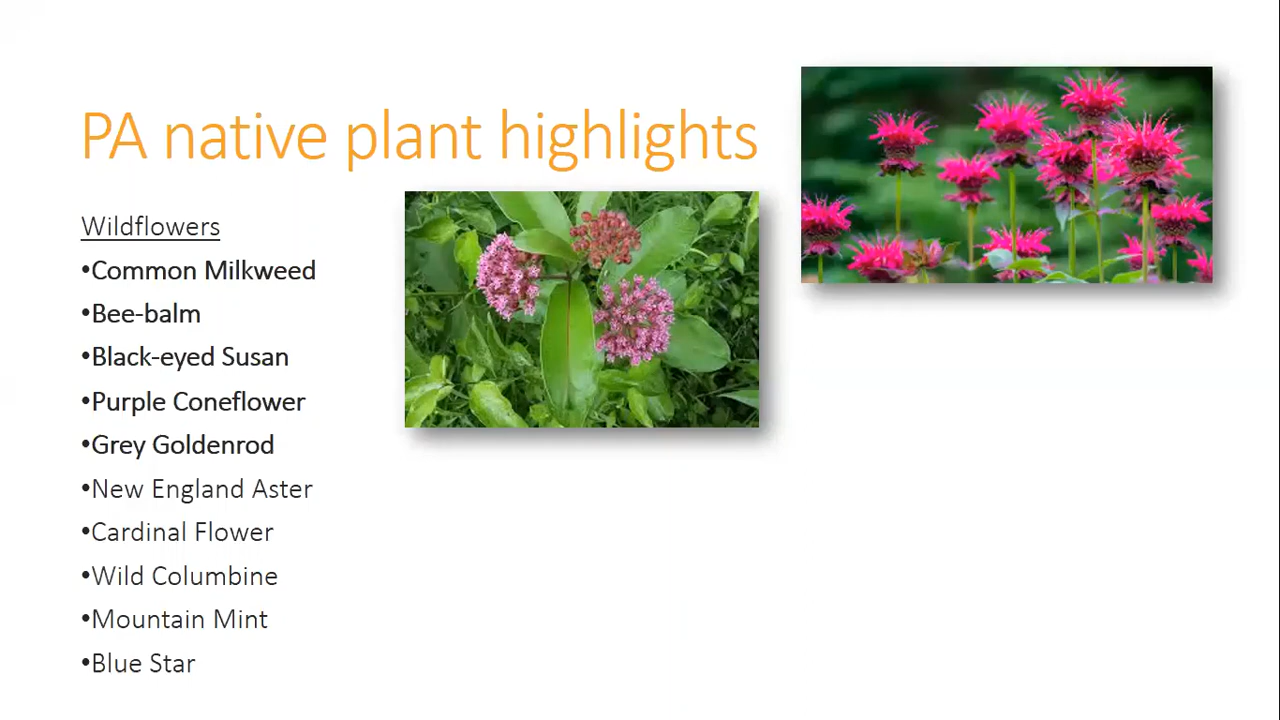 PA native plant highlights
Wildflowers
•Common Milkweed
•Bee-balm
•Black-eyed Susan
•Purple Coneflower
•Grey Goldenrod
•New England Aster
•Cardinal Flower
•Wild Columbine
•Mountain Mint
•Blue Star